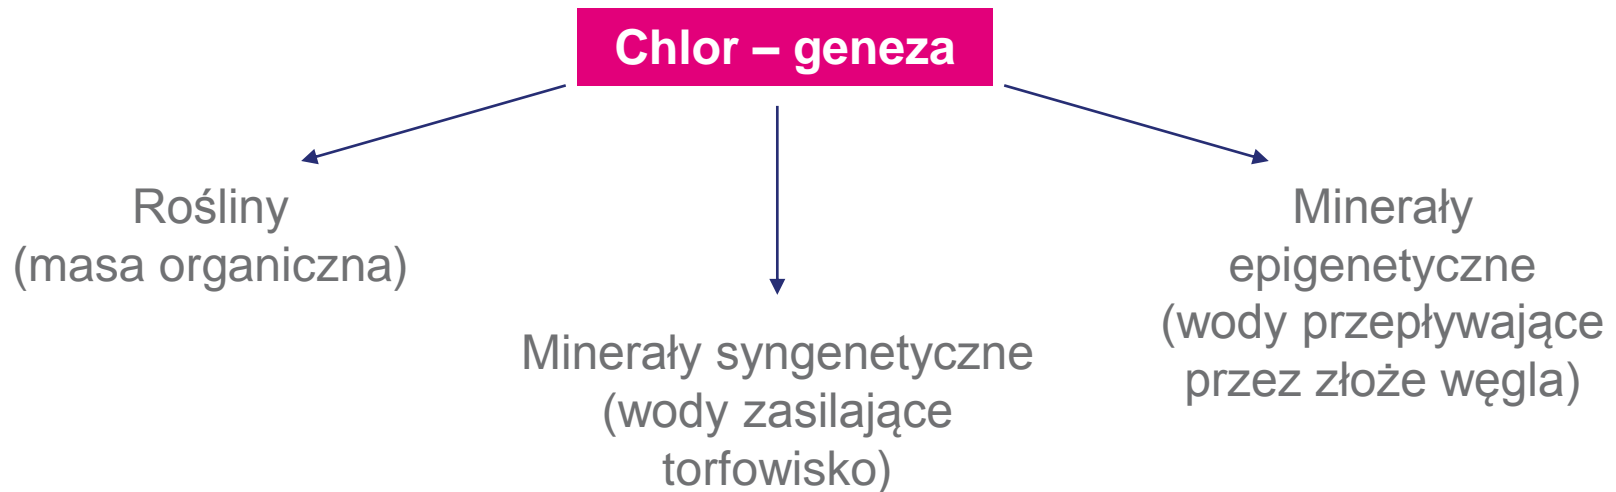 Chlor – geneza
Rośliny
(masa organiczna)
Minerały syngenetyczne
(wody zasilające
torfowisko)
Minerały
epigenetyczne
(wody przepływające
przez złoże węgla)